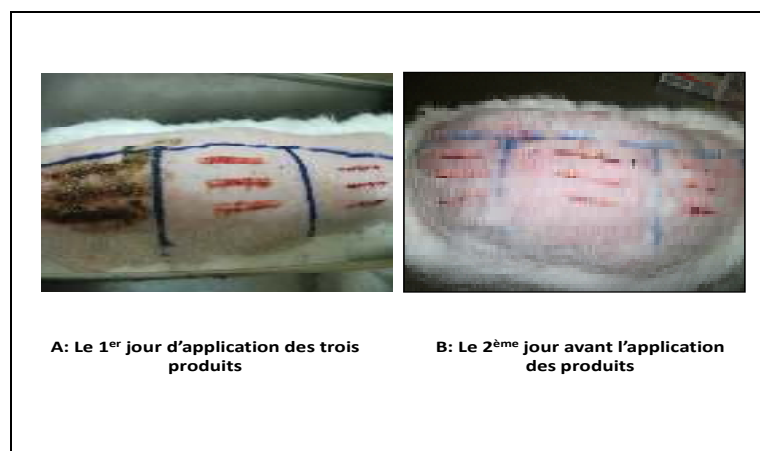 A: Le 1er jour d’application des trois
produits
B: Le 2ème jour avant l’application
des produits